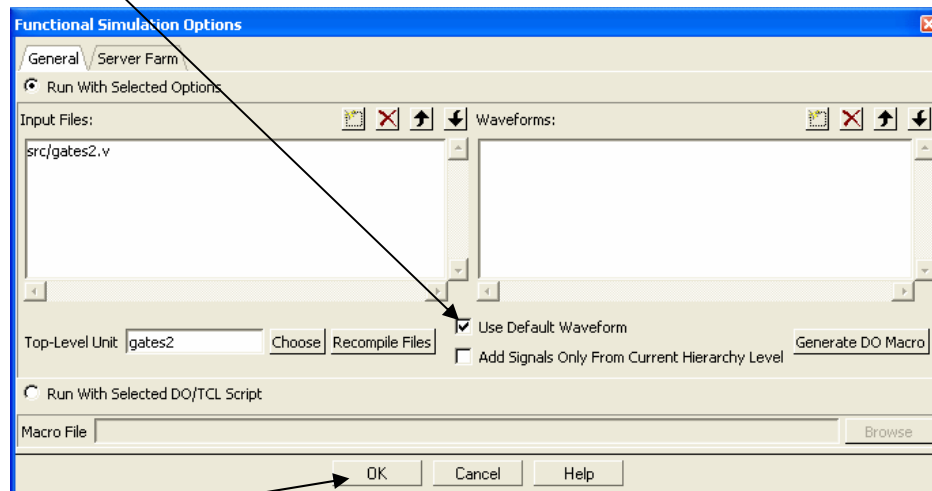 Functional Simulation Options
General Server Farm
Run With Selected Options
Input Files: Waveforms:
src/gates2.v
Use Default Waveform
Top-Level Unit gates2 Choose Recompile Files Generate DO Macro
Add Signals Only From Current Hierarchy Level
Run With Selected DO/TCL Script
Macro File Browse
OK Cancel Help